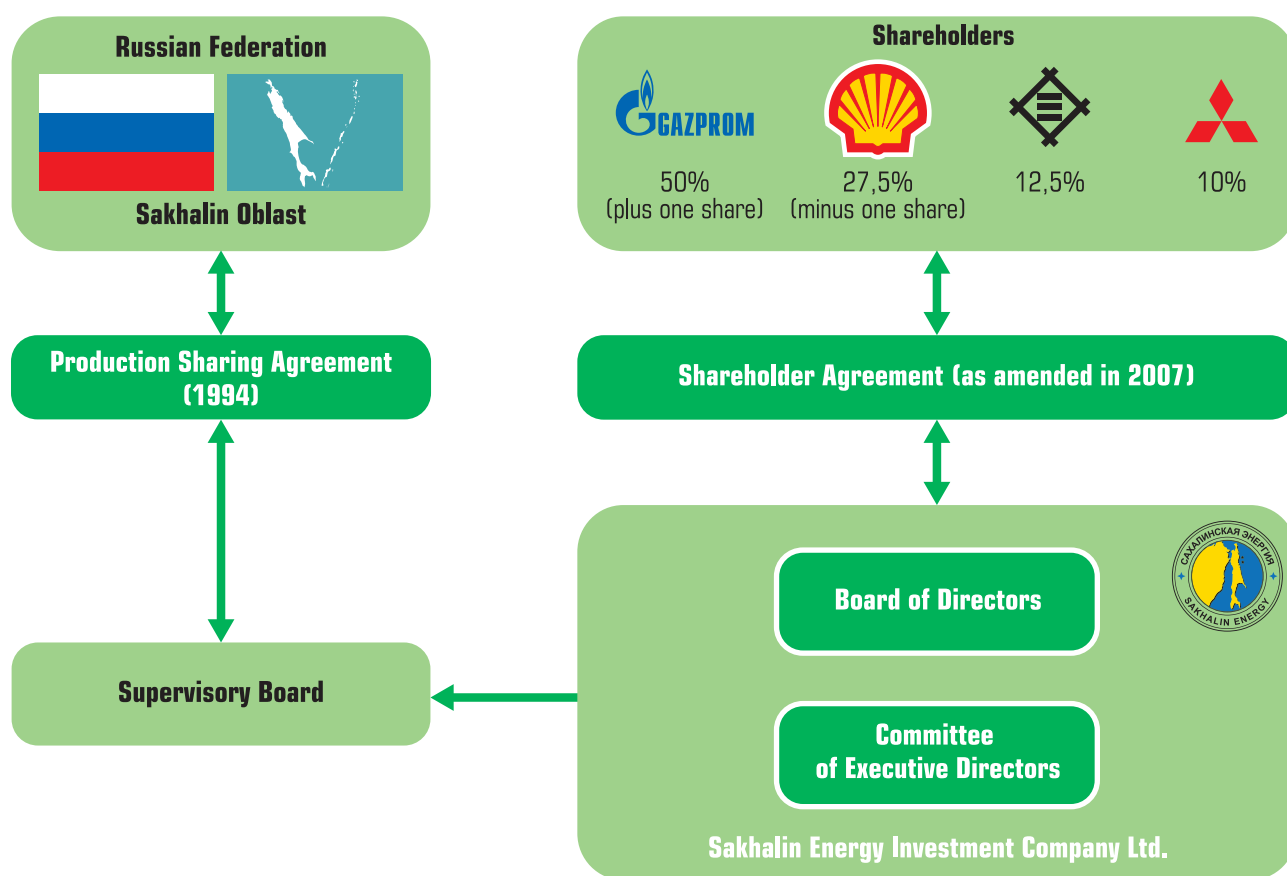 Russian Federation
Sakhalin Oblast
Shareholders
GAZPROM
50%
(plus one share)
27,5%
(minus one share)
12,5%
10%
Production Sharing Agreement
(1994)
Shareholder Agreement (as amended in 2007)
Supervisory Board
Board of Directors
САХАЛИНСКАЯ ЭНЕРГИЯ
SAKHALIN ENERGY
Committee
of Executive Directors
Sakhalin Energy Investment Company Ltd.